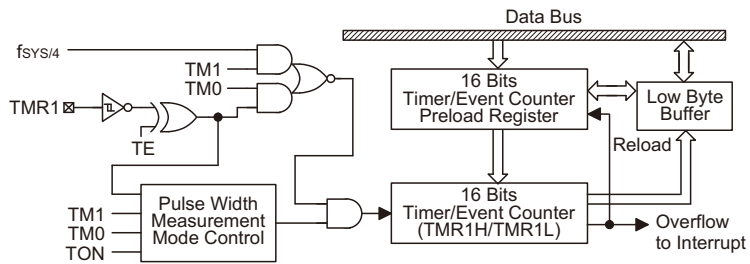 Data Bus
fSYS/4
TM1
TM0
TMR1
TE
16 Bits
Timer/Event Counter
Preload Register
Low Byte
Buffer
Reload
TM1
TM0
TON
Pulse Width
Measurement
Mode Control
16 Bits
Timer/Event Counter
(TMR1H/TMR1L)
Overflow
to Interrupt